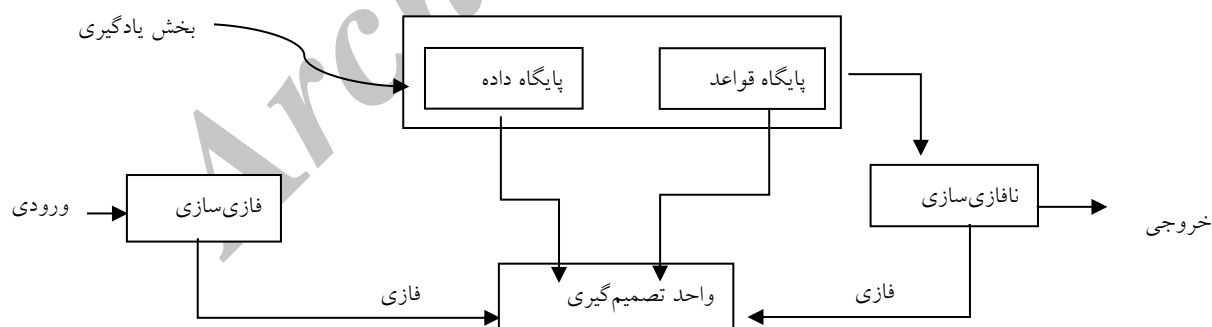 بخش یادگیری
پایگاه قواعد
پایگاه داده
نافازی‌سازی
فازی‌سازی
ورودی
خروجی
فازی
واحد تصمیم‌گیری
فازی